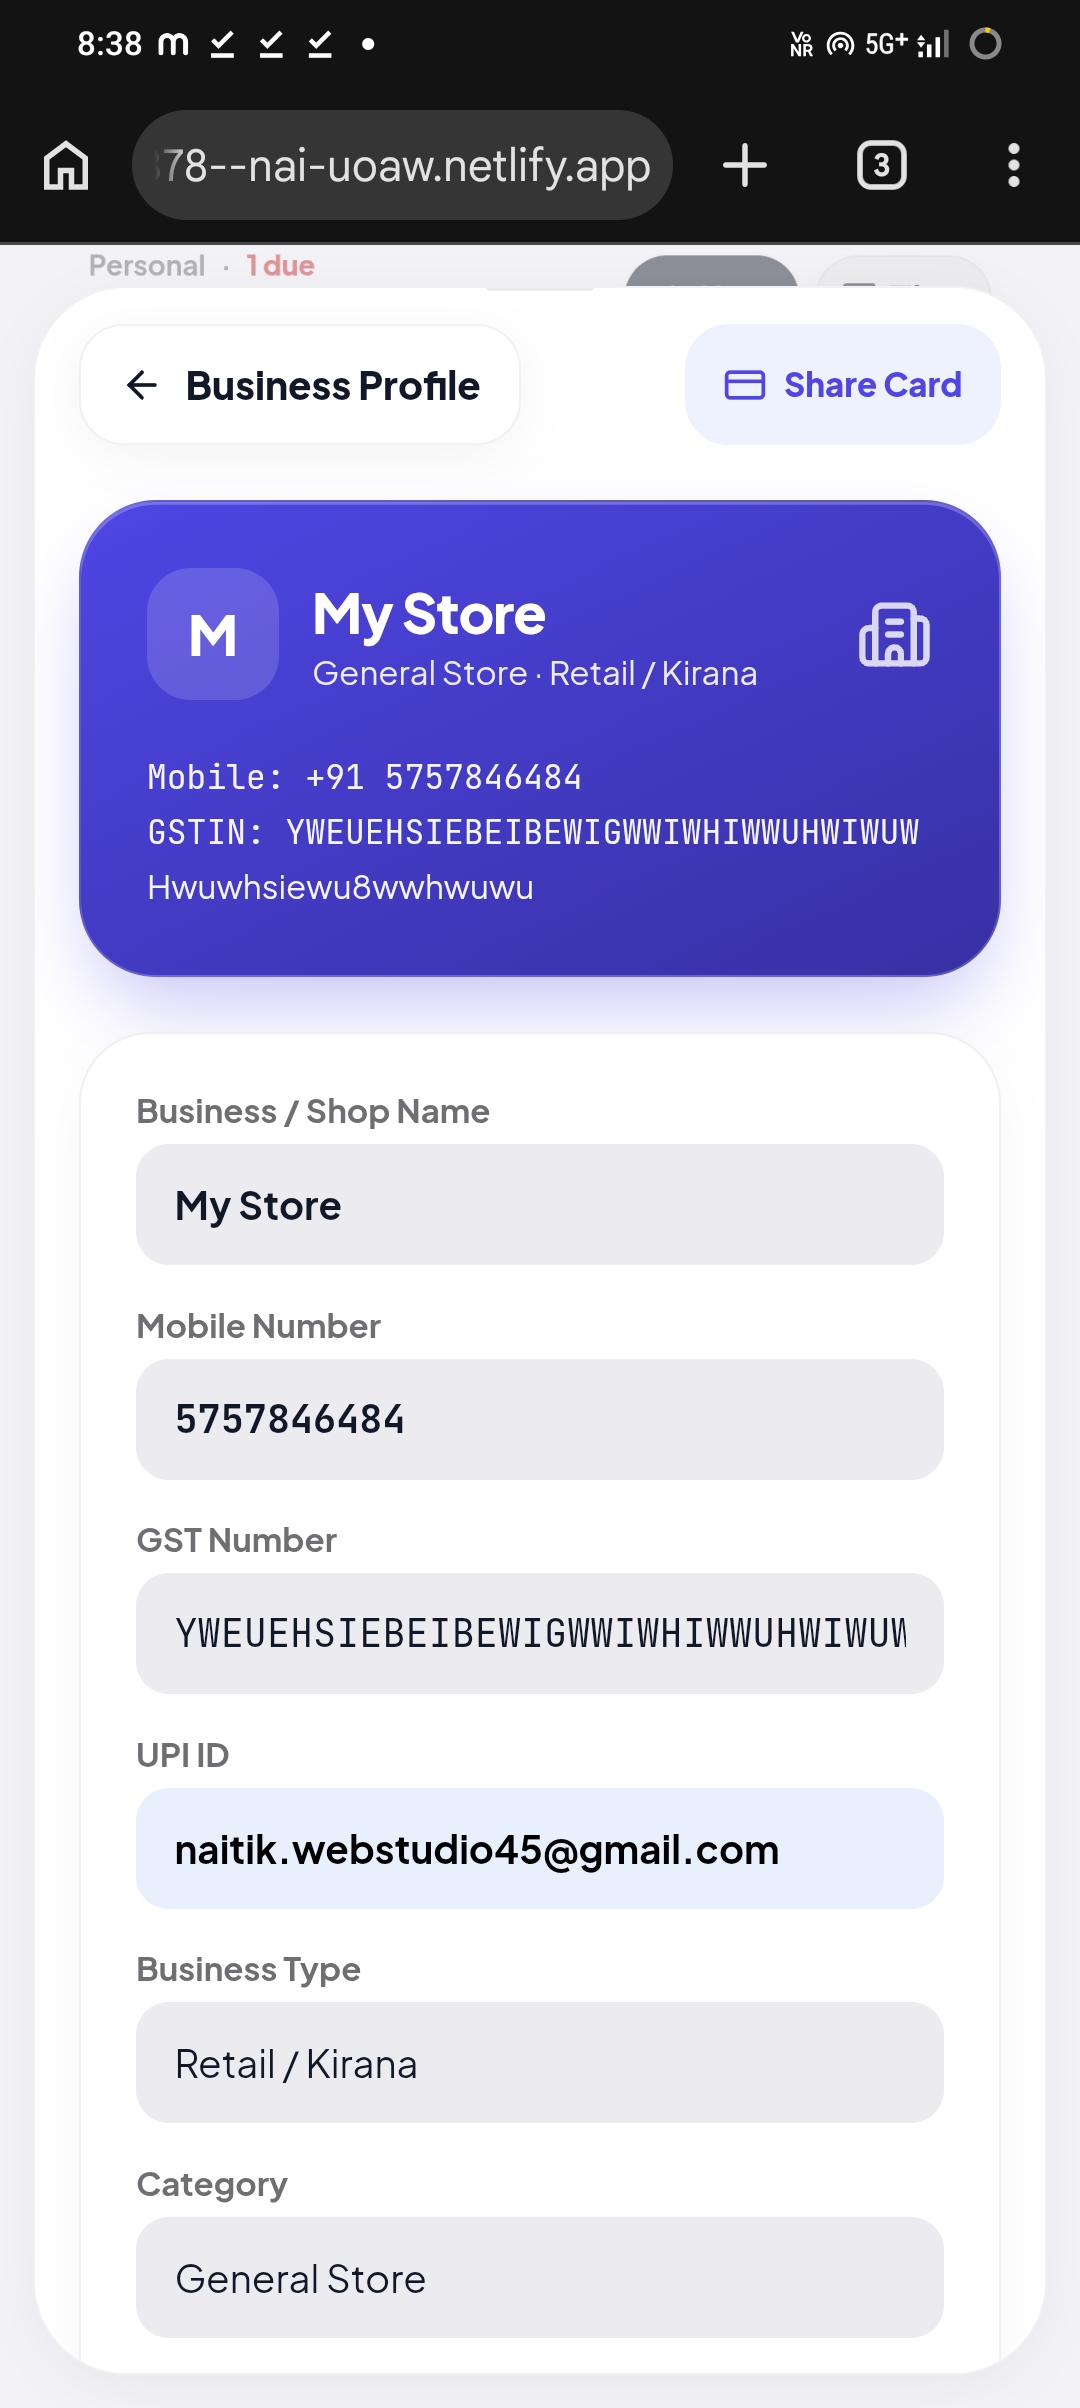 8:38
VoNR 5G+
78--nai-uoaw.netlify.app
3
Personal · 1 due
Business Profile
Share Card
M
My Store
General Store · Retail / Kirana
Mobile: +91 5757846484
GSTIN: YWEUEHSIEBEIBEWIGWWIWHIWWUHWIWUW
Hwuwhsiewu8wwhwuwu
Business / Shop Name
My Store
Mobile Number
5757846484
GST Number
YWEUEHSIEBEIBEWIGWWIWHIWWUHWIWUW
UPI ID
naitik.webstudio45@gmail.com
Business Type
Retail / Kirana
Category
General Store